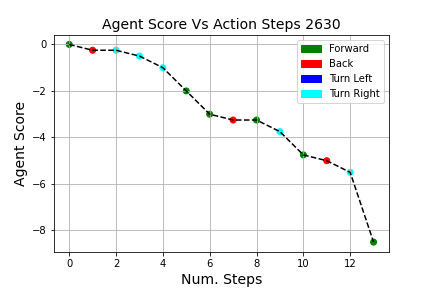 Agent Score Vs Action Steps 2630
Forward
Back
Turn Left
Turn Right
0
−2
−4
−6
−8
Agent Score
0 2 4 6 8 10 12
Num. Steps